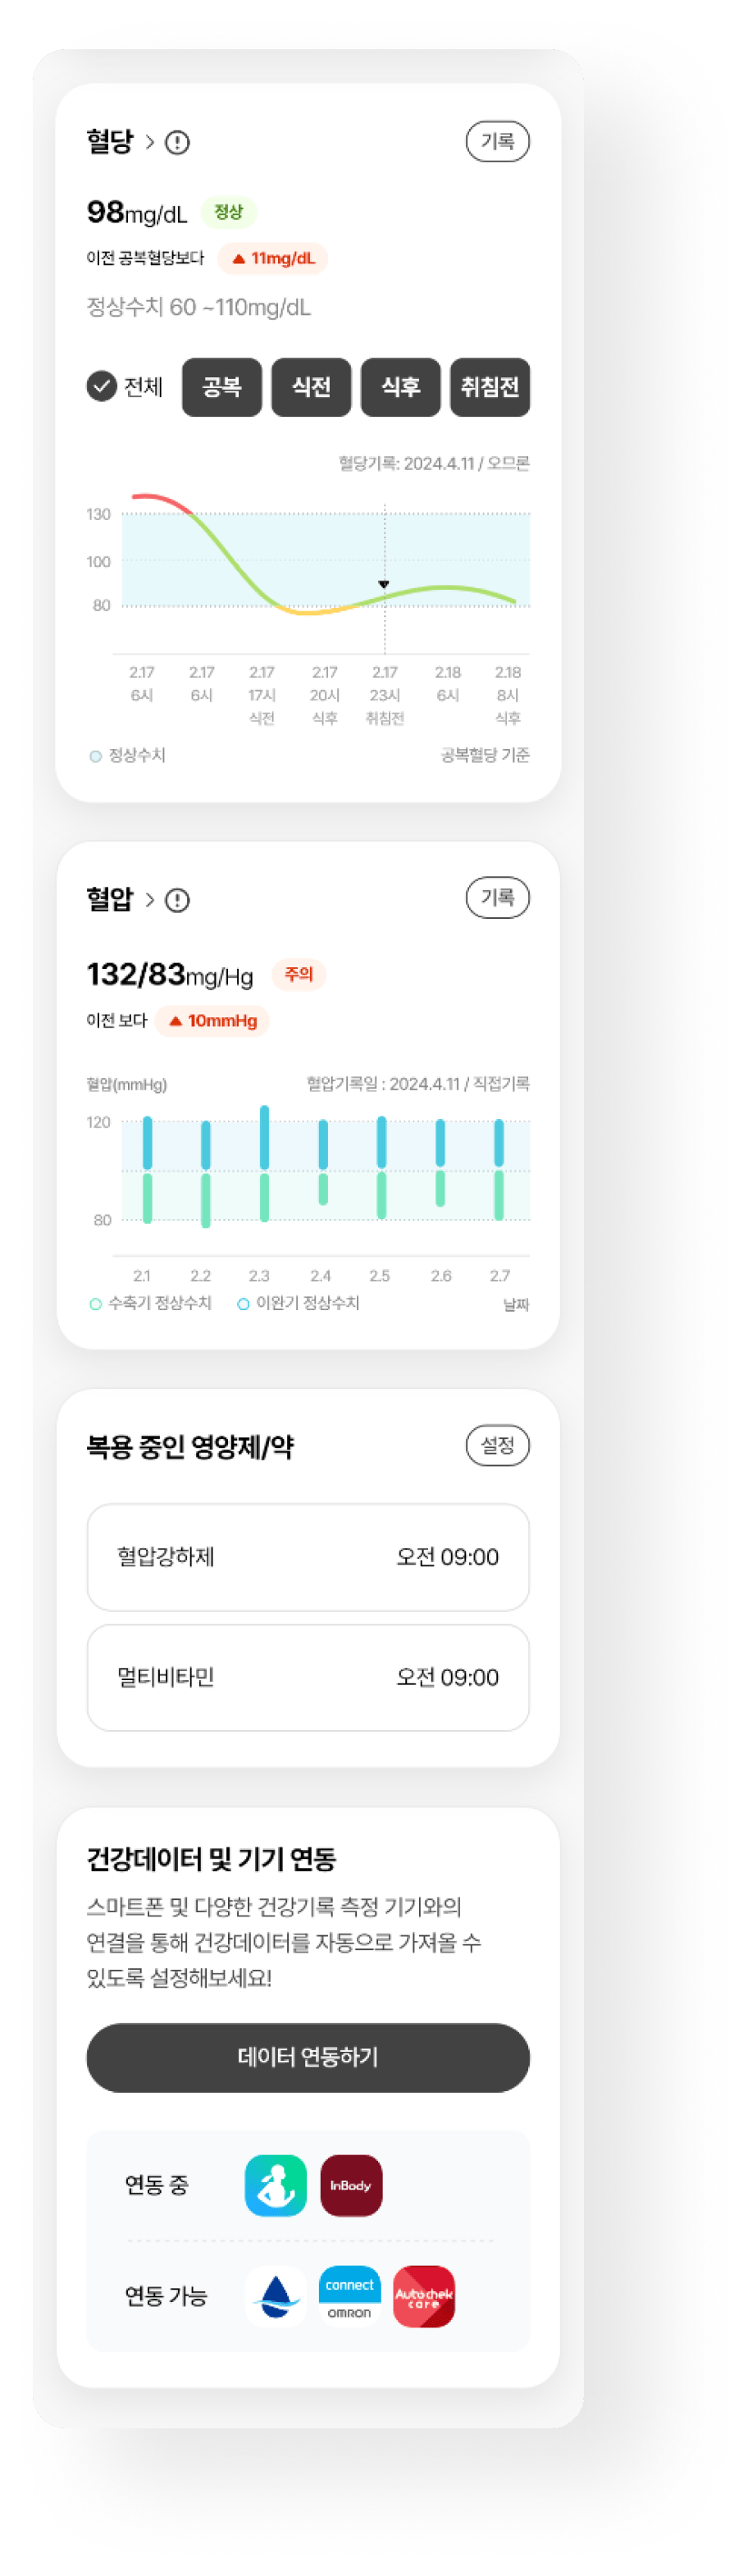 혈당 >
기록
98mg/dL 정상
이전 공복혈당보다 ▲ 11mg/dL
정상수치 60 ~110mg/dL
전체 공복 식전 식후 취침전
혈당기록: 2024.4.11 / 오므론
130
100
80
2.17 2.17 2.17 2.17 2.17 2.18 2.18
6시 6시 17시 20시 23시 6시 8시
식전 식후 취침전 식후
정상수치 공복혈당 기준
혈압 >
기록
132/83mg/Hg 주의
이전 보다 ▲ 10mmHg
혈압(mmHg) 혈압기록일 : 2024.4.11 / 직접기록
120
80
2.1 2.2 2.3 2.4 2.5 2.6 2.7
수축기 정상수치 이완기 정상수치 날짜
복용 중인 영양제/약 설정
혈압강하제 오전 09:00
멀티비타민 오전 09:00
건강데이터 및 기기 연동
스마트폰 및 다양한 건강기록 측정 기기와의
연결을 통해 건강데이터를 자동으로 가져올 수
있도록 설정해보세요!
데이터 연동하기
연동 중 InBody
연동 가능
connect
OMRON
Autochek
care